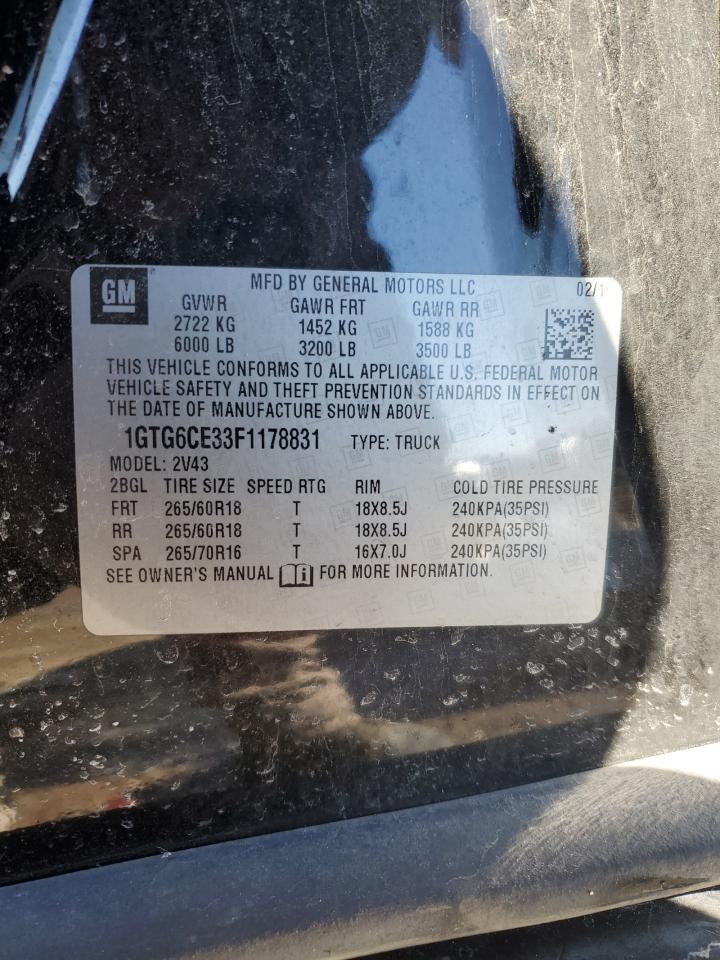 GM
MFD BY GENERAL MOTORS LLC 02/1
GVWR GAWR FRT GAWR RR
2722 KG 1452 KG 1588 KG
6000 LB 3200 LB 3500 LB
THIS VEHICLE CONFORMS TO ALL APPLICABLE U.S. FEDERAL MOTOR
VEHICLE SAFETY AND THEFT PREVENTION STANDARDS IN EFFECT ON
THE DATE OF MANUFACTURE SHOWN ABOVE.
1GTG6CE33F1178831 TYPE: TRUCK
MODEL: 2V43
2BGL TIRE SIZE SPEED RTG RIM COLD TIRE PRESSURE
FRT 265/60R18 T 18X8.5J 240KPA(35PSI)
RR 265/60R18 T 18X8.5J 240KPA(35PSI)
SPA 265/70R16 T 16X7.0J 240KPA(35PSI)
SEE OWNER'S MANUAL FOR MORE INFORMATION.